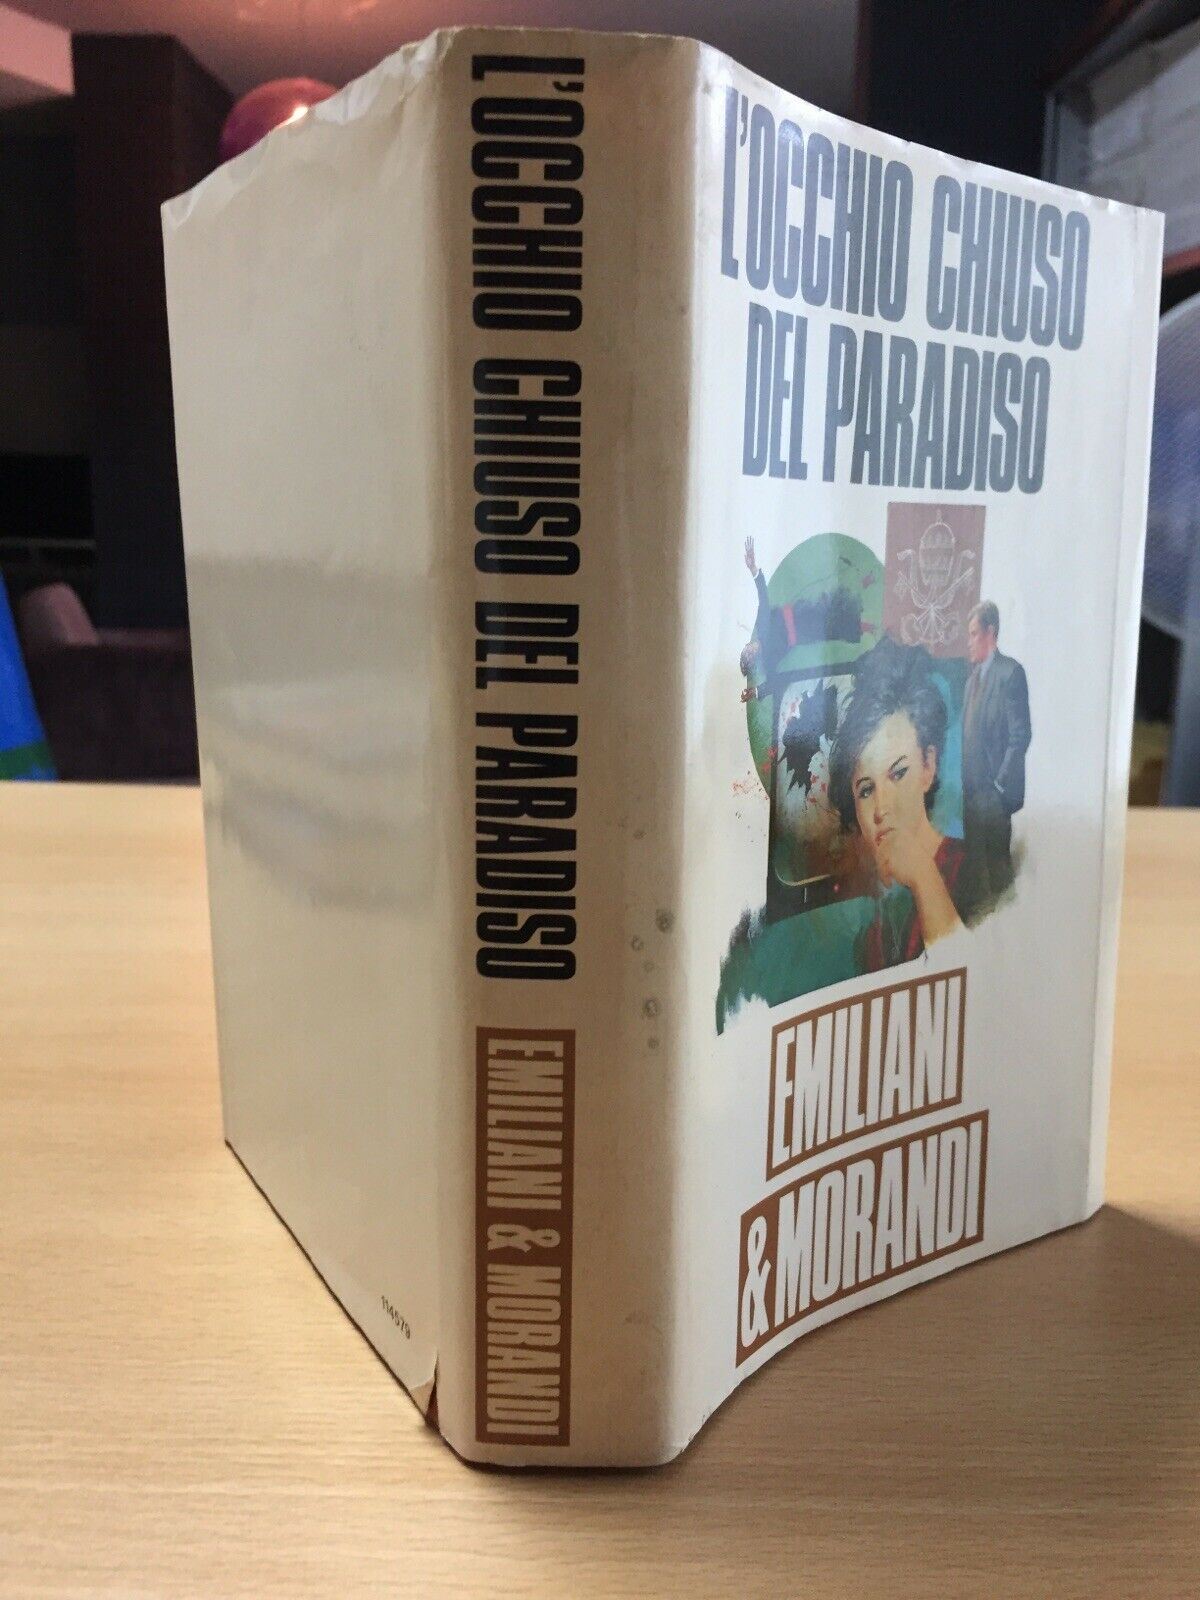 L'OCCHIO CHIUSO DEL PARADISO
EMILIANI & MORANDI
L'OCCHIO CHIUSO
DEL PARADISO
EMILIANI
& MORANDI
114579